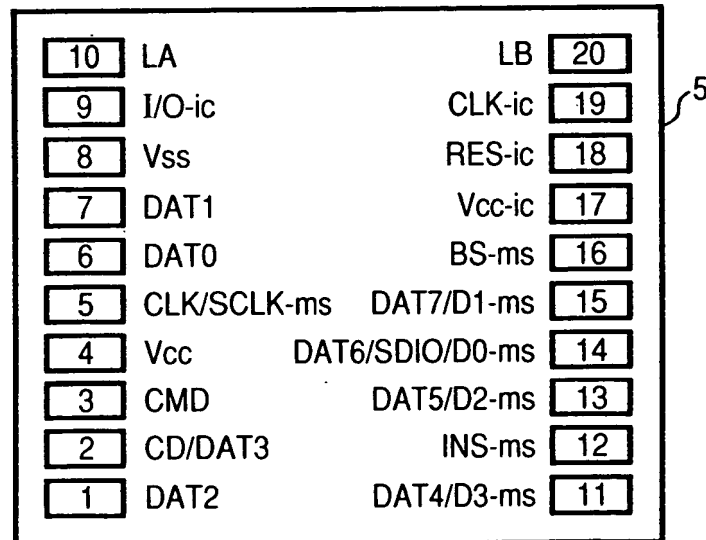 10 LA LB 20
9 I/O-ic CLK-ic 19
8 Vss RES-ic 18
7 DAT1 Vcc-ic 17
6 DAT0 BS-ms 16
5 CLK/SCLK-ms DAT7/D1-ms 15
4 Vcc DAT6/SDIO/D0-ms 14
3 CMD DAT5/D2-ms 13
2 CD/DAT3 INS-ms 12
1 DAT2 DAT4/D3-ms 11
5